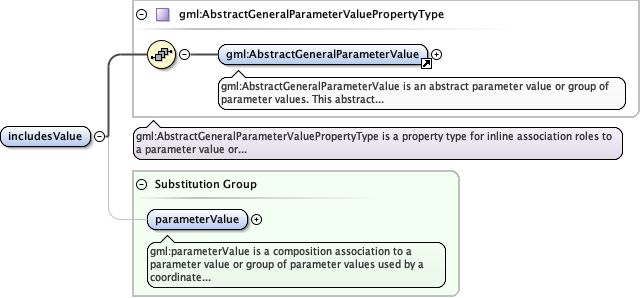 gml:AbstractGeneralParameterValuePropertyType
gml:AbstractGeneralParameterValue
gml:AbstractGeneralParameterValue is an abstract parameter value or group of
parameter values. This abstract...
includesValue
gml:AbstractGeneralParameterValuePropertyType is a property type for inline association roles to
a parameter value or...
Substitution Group
parameterValue
gml:parameterValue is a composition association to a
parameter value or group of parameter values used by a
coordinate...